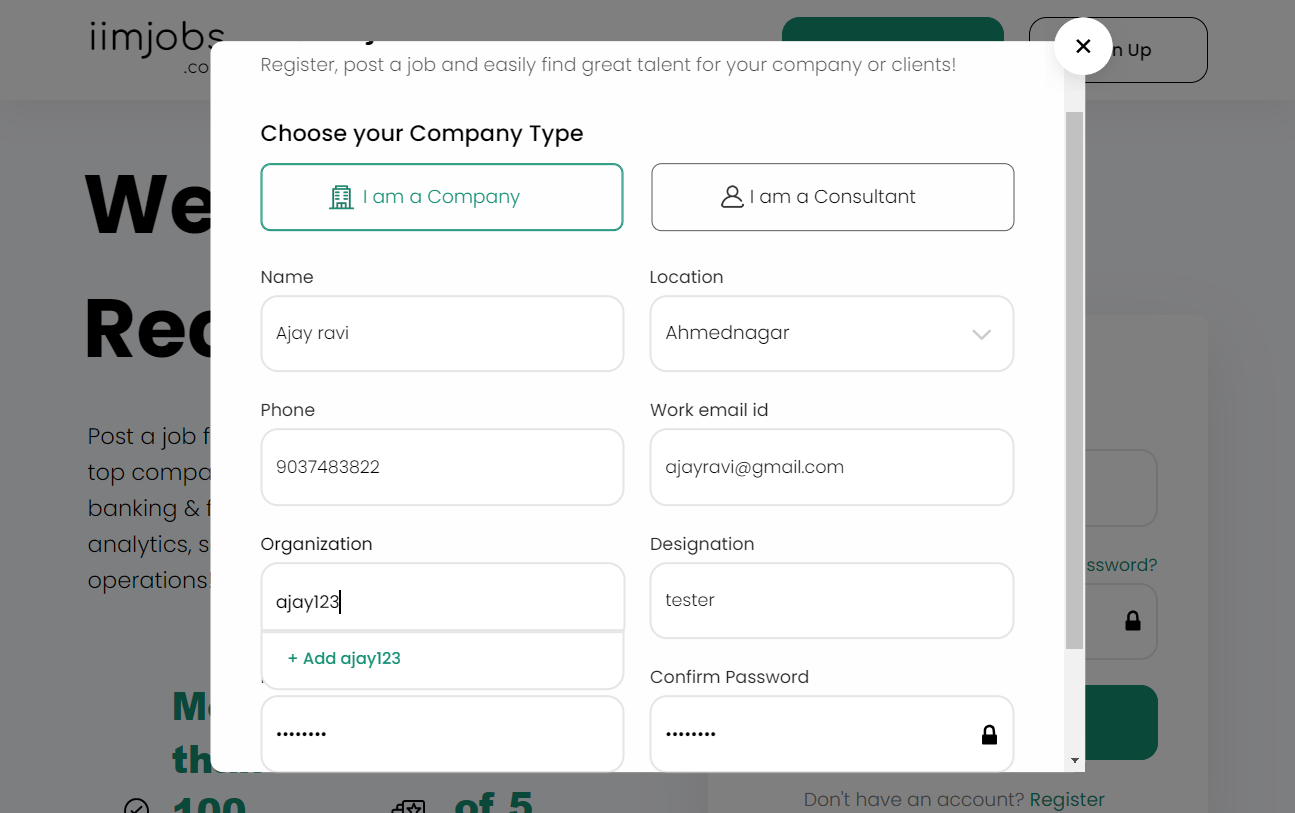 iimjobs
.co
n Up
Register, post a job and easily find great talent for your company or clients!
Choose your Company Type
I am a Company
I am a Consultant
We
Rec
Name
Location
Ajay ravi
Ahmednagar
Phone
Work email id
9037483822
ajayravi@gmail.com
Post a job f
top compa
banking & f
analytics, s
operations!
Organization
Designation
ajay123
tester
ssword?
+ Add ajay123
Confirm Password
••••••••
••••••••
100
of 5
Don't have an account? Register